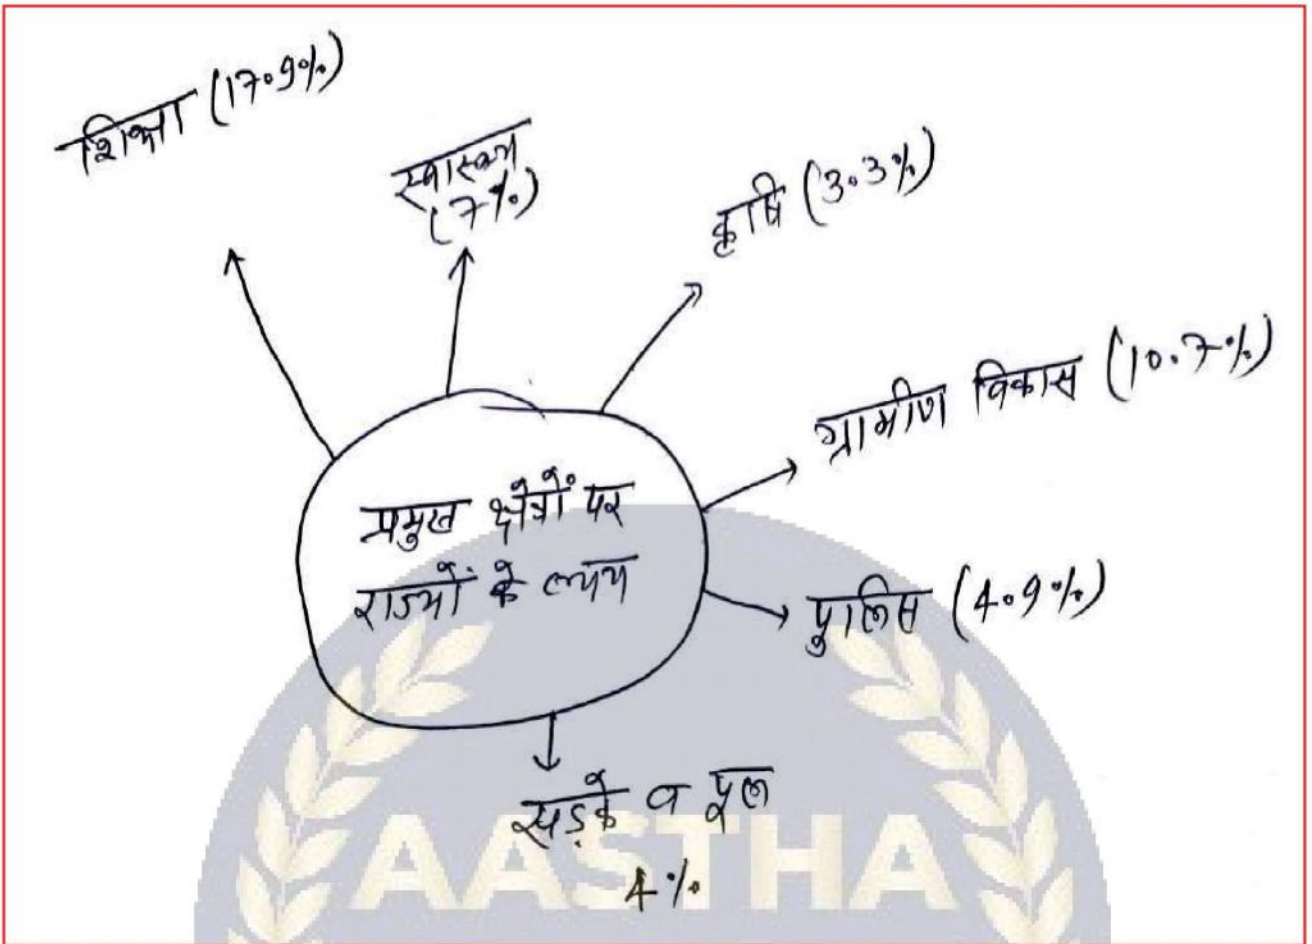 शिक्षा (17.9%)
स्वास्थ्य
(7%)
कृषि (3.3%)
ग्रामीण विकास (10.7%)
प्रमुख क्षेत्रों पर
राज्यों के व्यय
पुलिस (4.9%)
सड़कें व पूल
4%
AASTHA